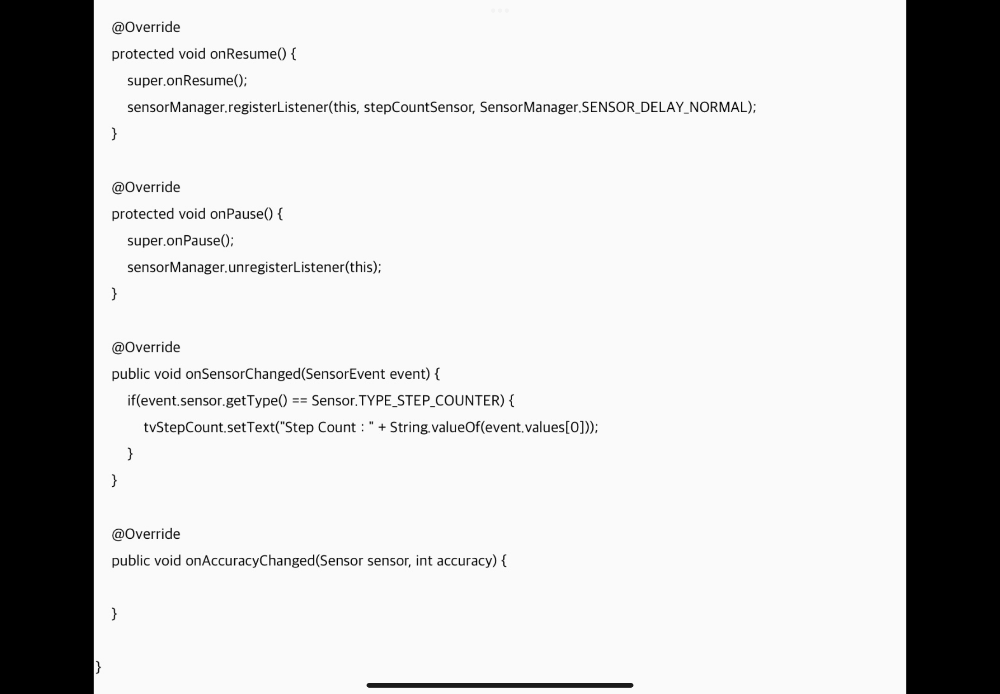 @Override
protected void onResume() {
super.onResume();
sensorManager.registerListener(this, stepCountSensor, SensorManager.SENSOR_DELAY_NORMAL);
}
@Override
protected void onPause() {
super.onPause();
sensorManager.unregisterListener(this);
}
@Override
public void onSensorChanged(SensorEvent event) {
if(event.sensor.getType() == Sensor.TYPE_STEP_COUNTER) {
tvStepCount.setText("Step Count : " + String.valueOf(event.values[0]));
}
}
@Override
public void onAccuracyChanged(Sensor sensor, int accuracy) {
}
}